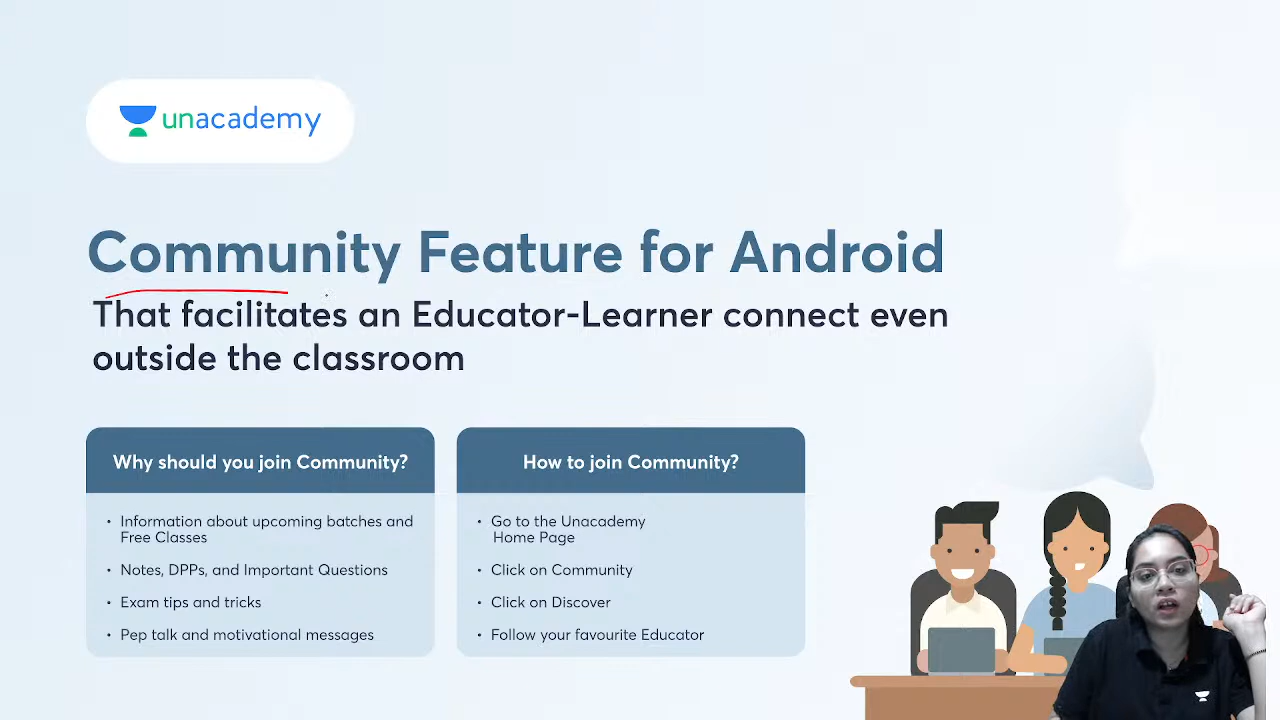 unacademy
Community Feature for Android
That facilitates an Educator-Learner connect even
outside the classroom
Why should you join Community?
• Information about upcoming batches and
Free Classes
• Notes, DPPs, and Important Questions
• Exam tips and tricks
• Pep talk and motivational messages
How to join Community?
• Go to the Unacademy
Home Page
• Click on Community
• Click on Discover
• Follow your favourite Educator